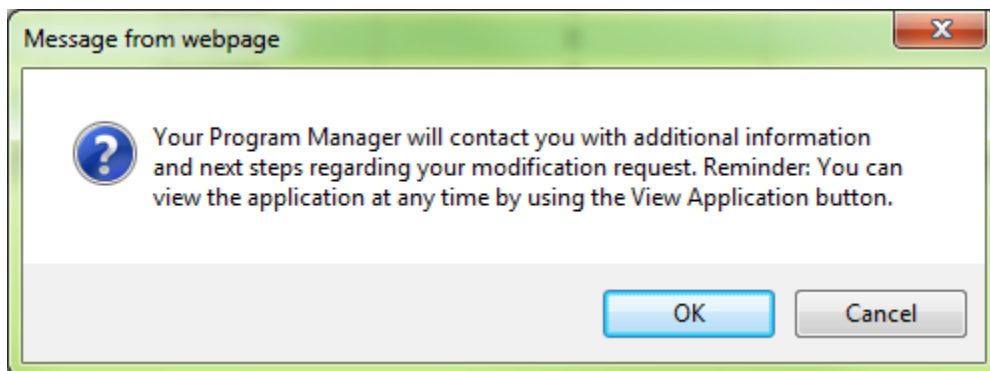 Message from webpage
Your Program Manager will contact you with additional information
and next steps regarding your modification request. Reminder: You can
view the application at any time by using the View Application button.
OK
Cancel